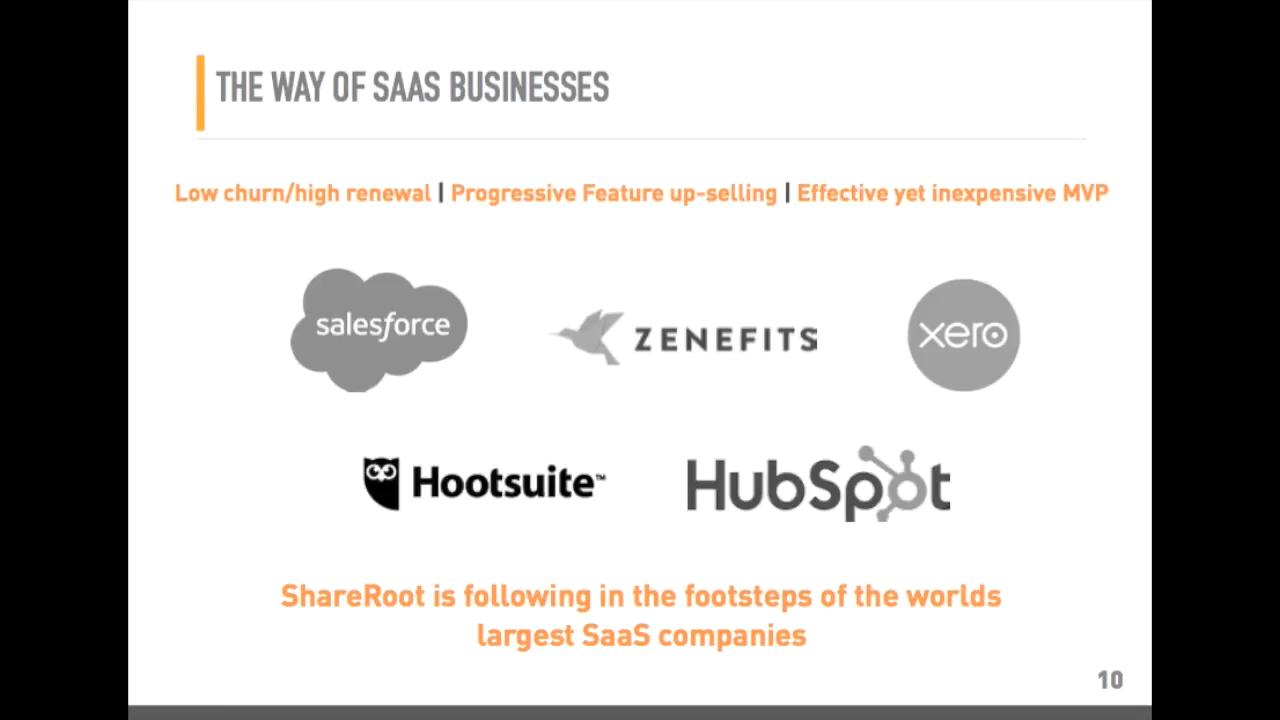 THE WAY OF SAAS BUSINESSES
Low churn/high renewal | Progressive Feature up-selling | Effective yet inexpensive MVP
salesforce
ZENEFITS
xero
Hootsuite™
HubSpot
ShareRoot is following in the footsteps of the worlds
largest SaaS companies
10